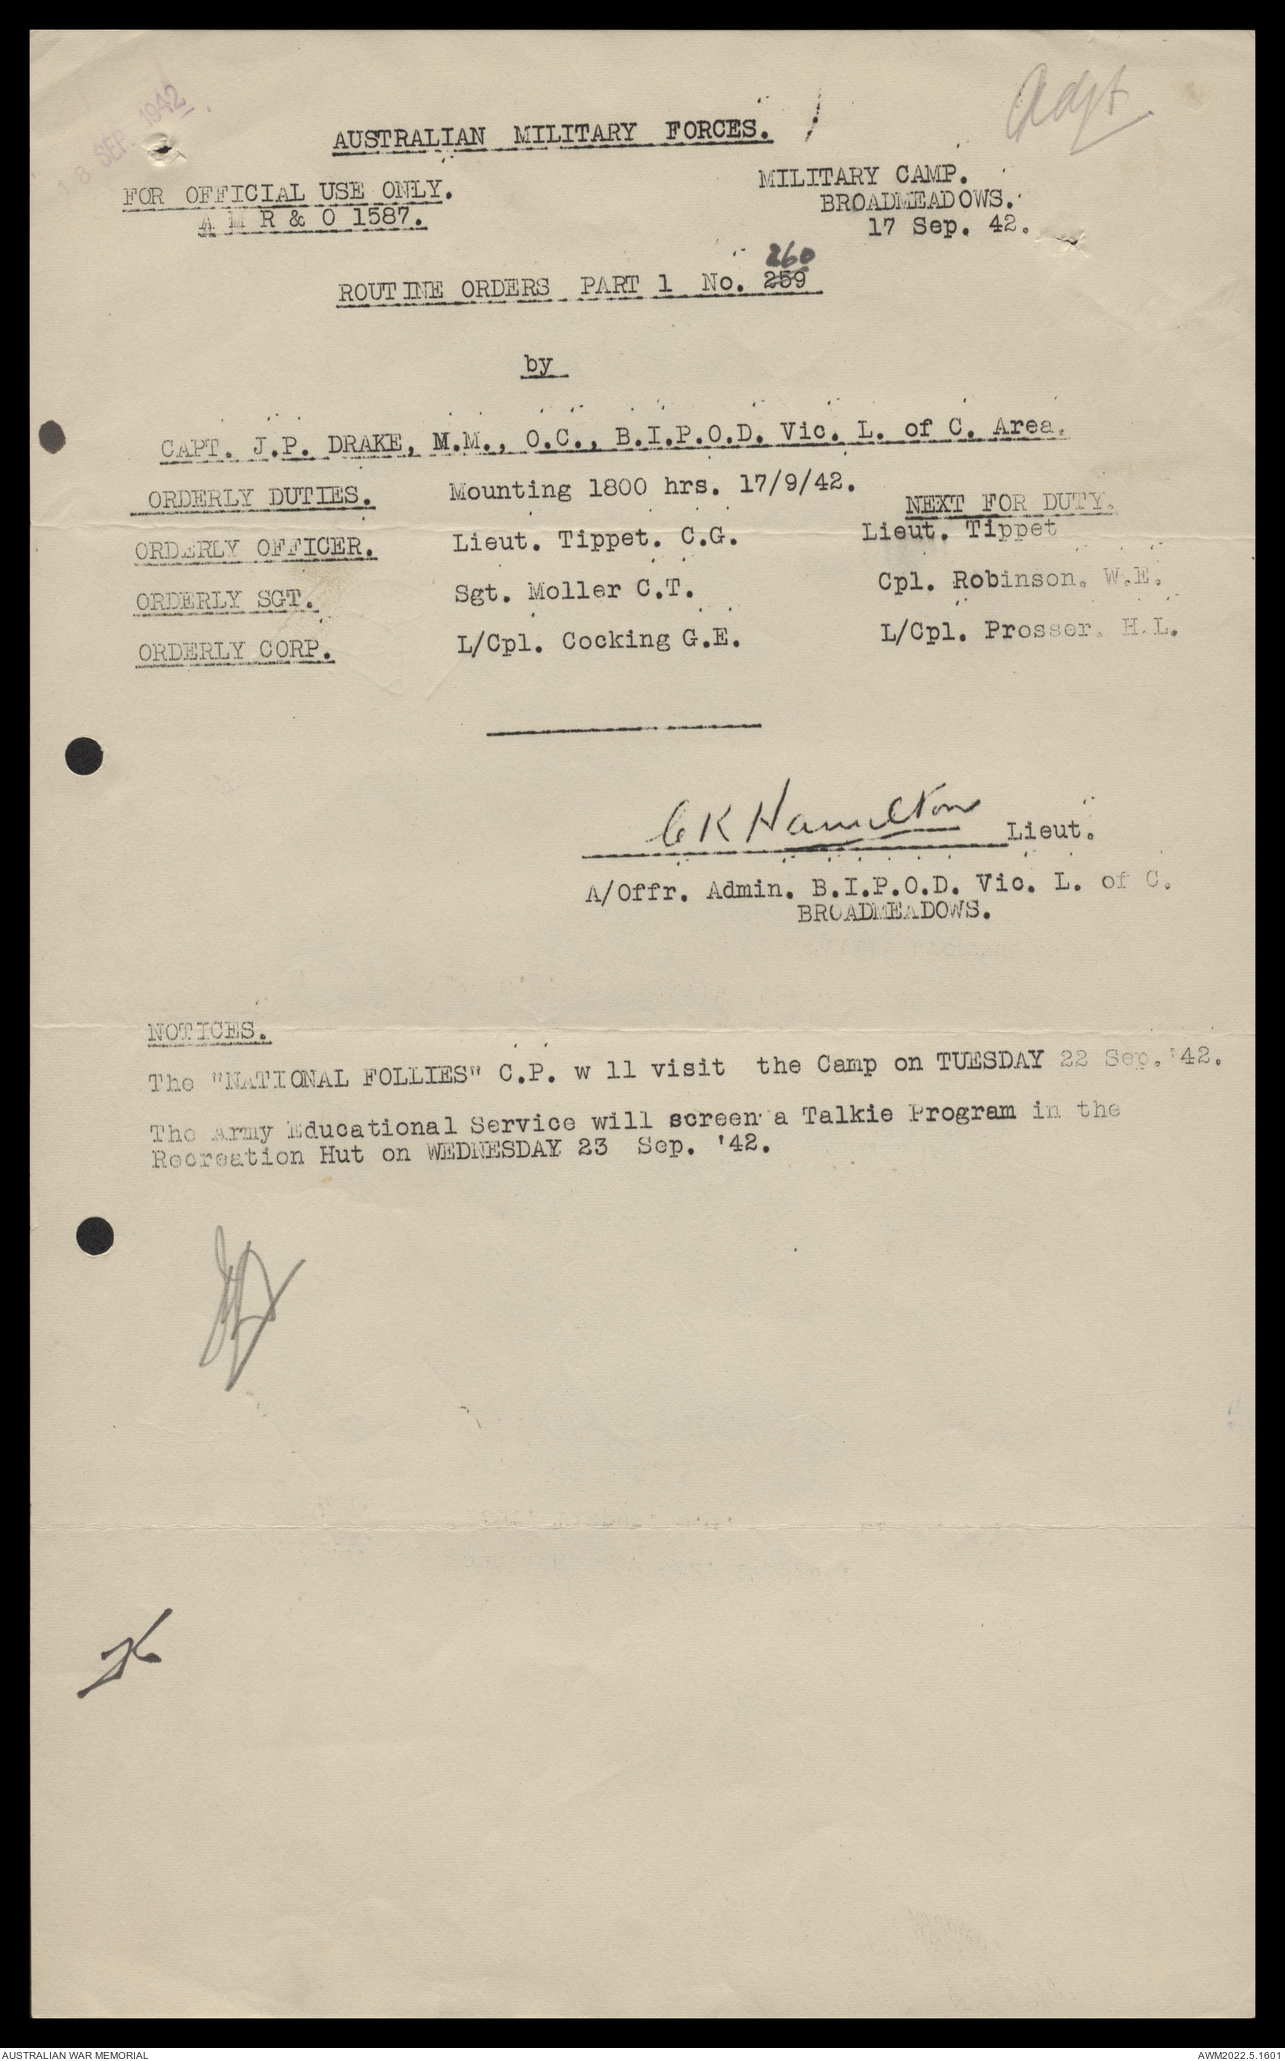 18 SEP. 1942
Adjt
AUSTRALIAN MILITARY FORCES.
FOR OFFICIAL USE ONLY.
A M R & O 1587.
MILITARY CAMP.
BROADMEADOWS.
17 Sep. 42.
260
ROUTINE ORDERS PART 1 No. 259
by
CAPT. J.P. DRAKE, M.M., O.C., B.I.P.O.D. Vic. L. of C. Area.
ORDERLY DUTIES. Mounting 1800 hrs. 17/9/42. NEXT FOR DUTY.
ORDERLY OFFICER. Lieut. Tippet. C.G. Lieut. Tippet
ORDERLY SGT. Sgt. Moller C.T. Cpl. Robinson. W.E.
ORDERLY CORP. L/Cpl. Cocking G.E. L/Cpl. Prosser. H.L.
GK Hamilton Lieut.
A/Offr. Admin. B.I.P.O.D. Vic. L. of C.
BROADMEADOWS.
NOTICES.
The "NATIONAL FOLLIES" C.P. w ll visit the Camp on TUESDAY 22 Sep. '42.
The Army Educational Service will screen a Talkie Program in the
Recreation Hut on WEDNESDAY 23 Sep. '42.
AUSTRALIAN WAR MEMORIAL
AWM2022.5.1601